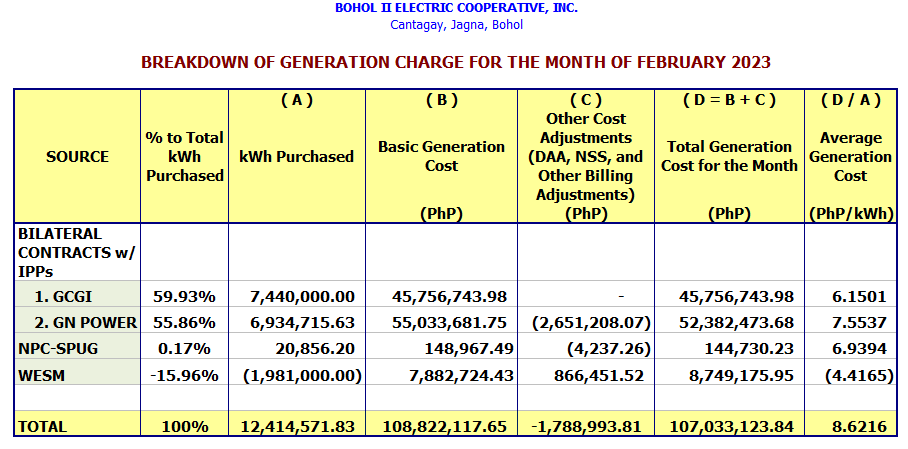 BOHOL II ELECTRIC COOPERATIVE, INC.
Cantagay, Jagna, Bohol
BREAKDOWN OF GENERATION CHARGE FOR THE MONTH OF FEBRUARY 2023
SOURCE
% to Total
kWh
Purchased
( A )
kWh Purchased
( B )
Basic Generation
Cost
(PhP)
( C )
Other Cost
Adjustments
(DAA, NSS, and
Other Billing
Adjustments)
(PhP)
( D = B + C )
Total Generation
Cost for the Month
(PhP)
( D / A )
Average
Generation
Cost
(PhP/kWh)
BILATERAL
CONTRACTS w/
IPPs
1. GCGI 59.93% 7,440,000.00 45,756,743.98 - 45,756,743.98 6.1501
2. GN POWER 55.86% 6,934,715.63 55,033,681.75 (2,651,208.07) 52,382,473.68 7.5537
NPC-SPUG 0.17% 20,856.20 148,967.49 (4,237.26) 144,730.23 6.9394
WESM -15.96% (1,981,000.00) 7,882,724.43 866,451.52 8,749,175.95 (4.4165)
TOTAL 100% 12,414,571.83 108,822,117.65 -1,788,993.81 107,033,123.84 8.6216